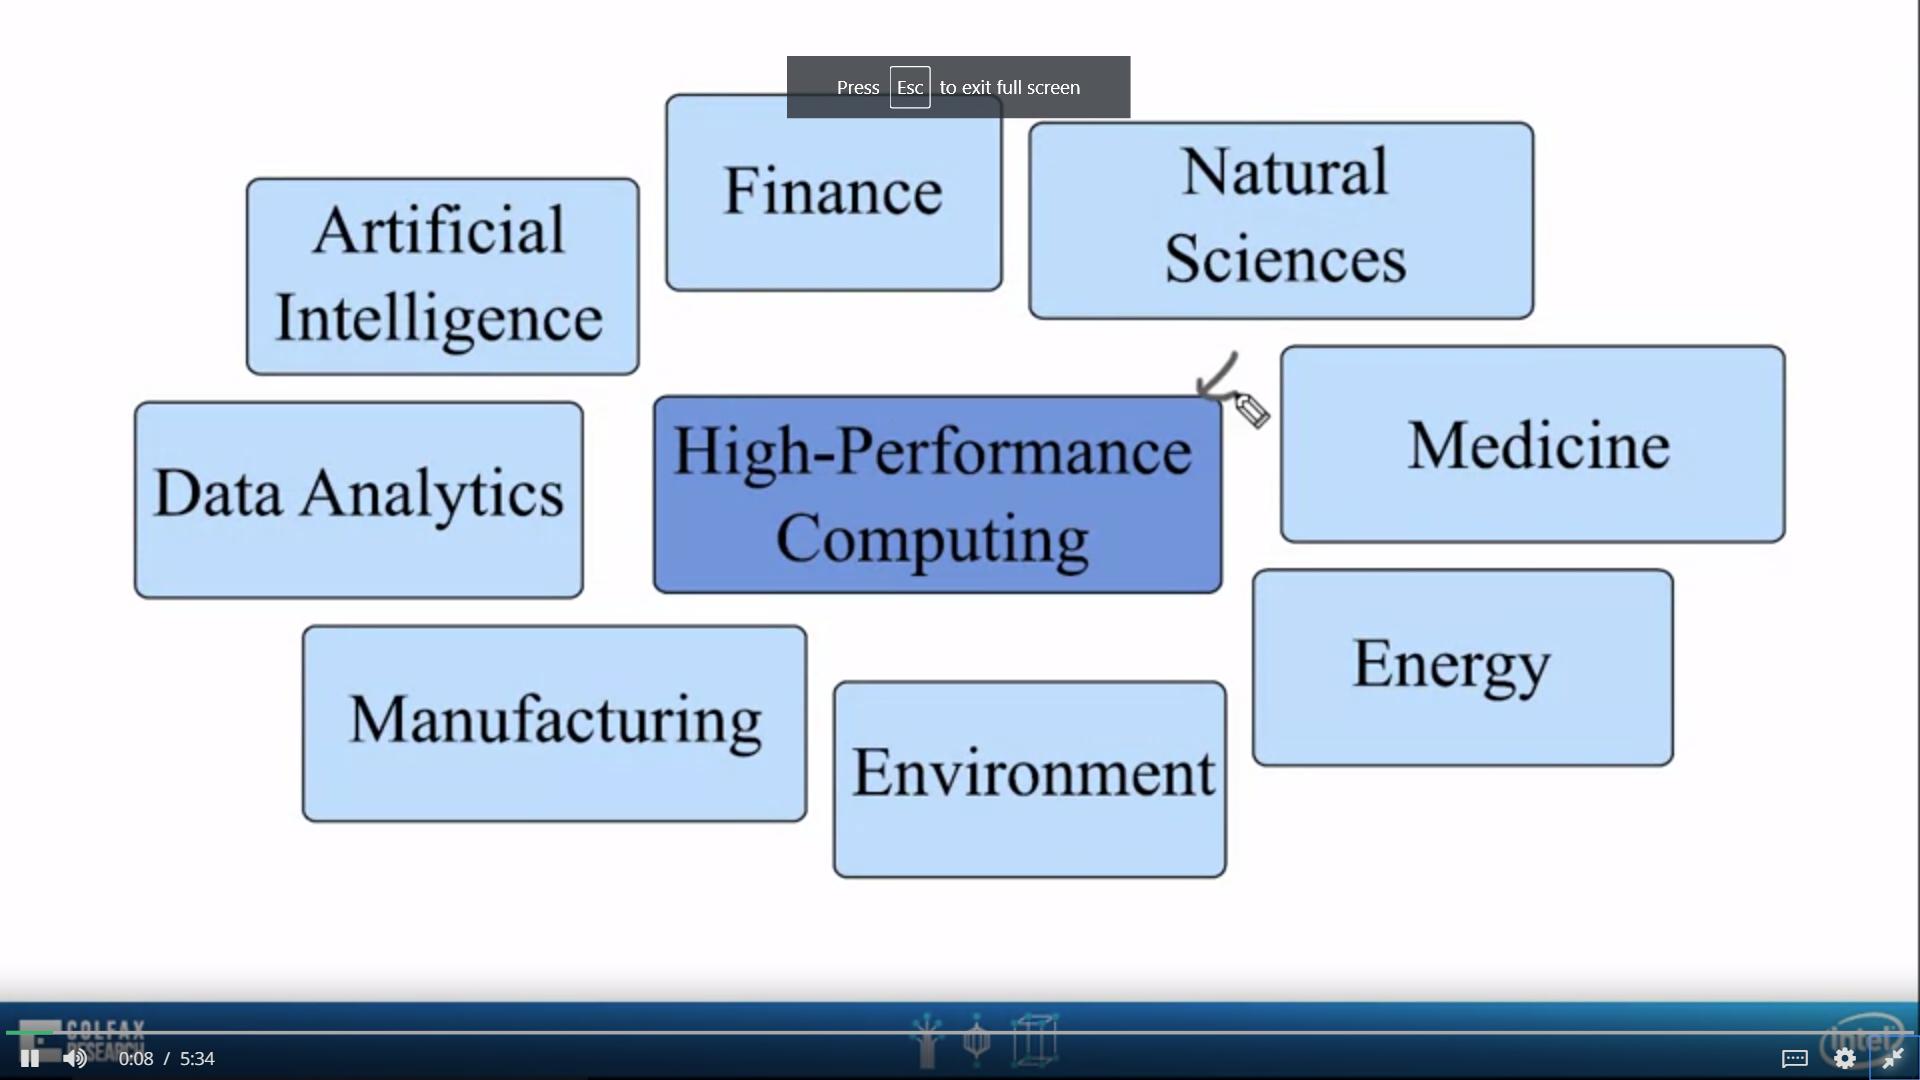 Press Esc to exit full screen
Finance
Natural
Sciences
Artificial
Intelligence
High-Performance
Computing
Medicine
Data Analytics
Energy
Manufacturing
Environment
COLFAX
RESEARCH
intel
0:08 / 5:34